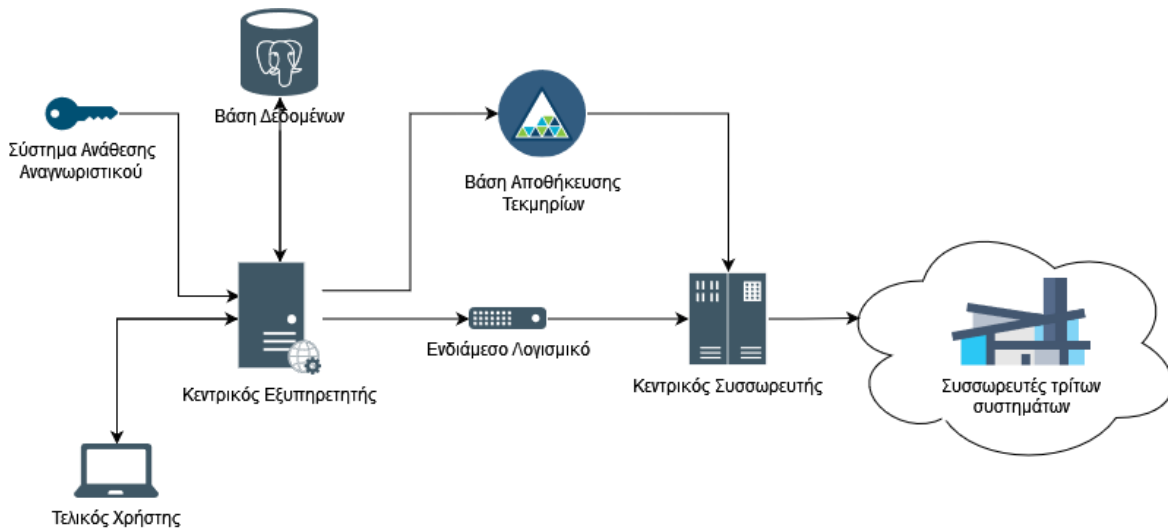 Βάση Δεδομένων
Σύστημα Ανάθεσης
Αναγνωριστικού
Βάση Αποθήκευσης
Τεκμηρίων
Ενδιάμεσο Λογισμικό
Κεντρικός Εξυπηρετητής
Κεντρικός Συσσωρευτής
Συσσωρευτές τρίτων
συστημάτων
Τελικός Χρήστης